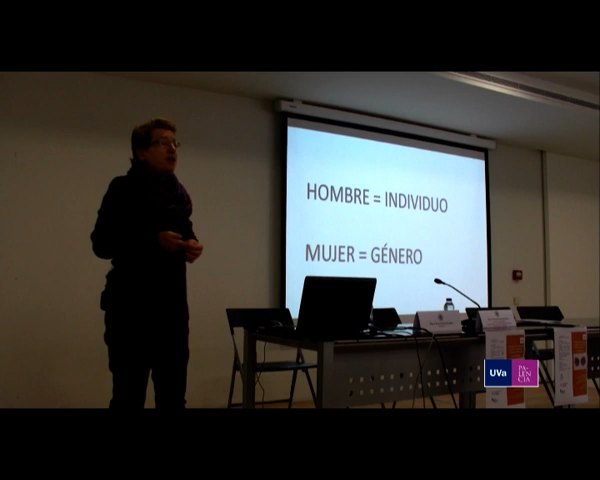 HOMBRE = INDIVIDUO
MUJER = GÉNERO
UVa
PA-
LEN
CIA